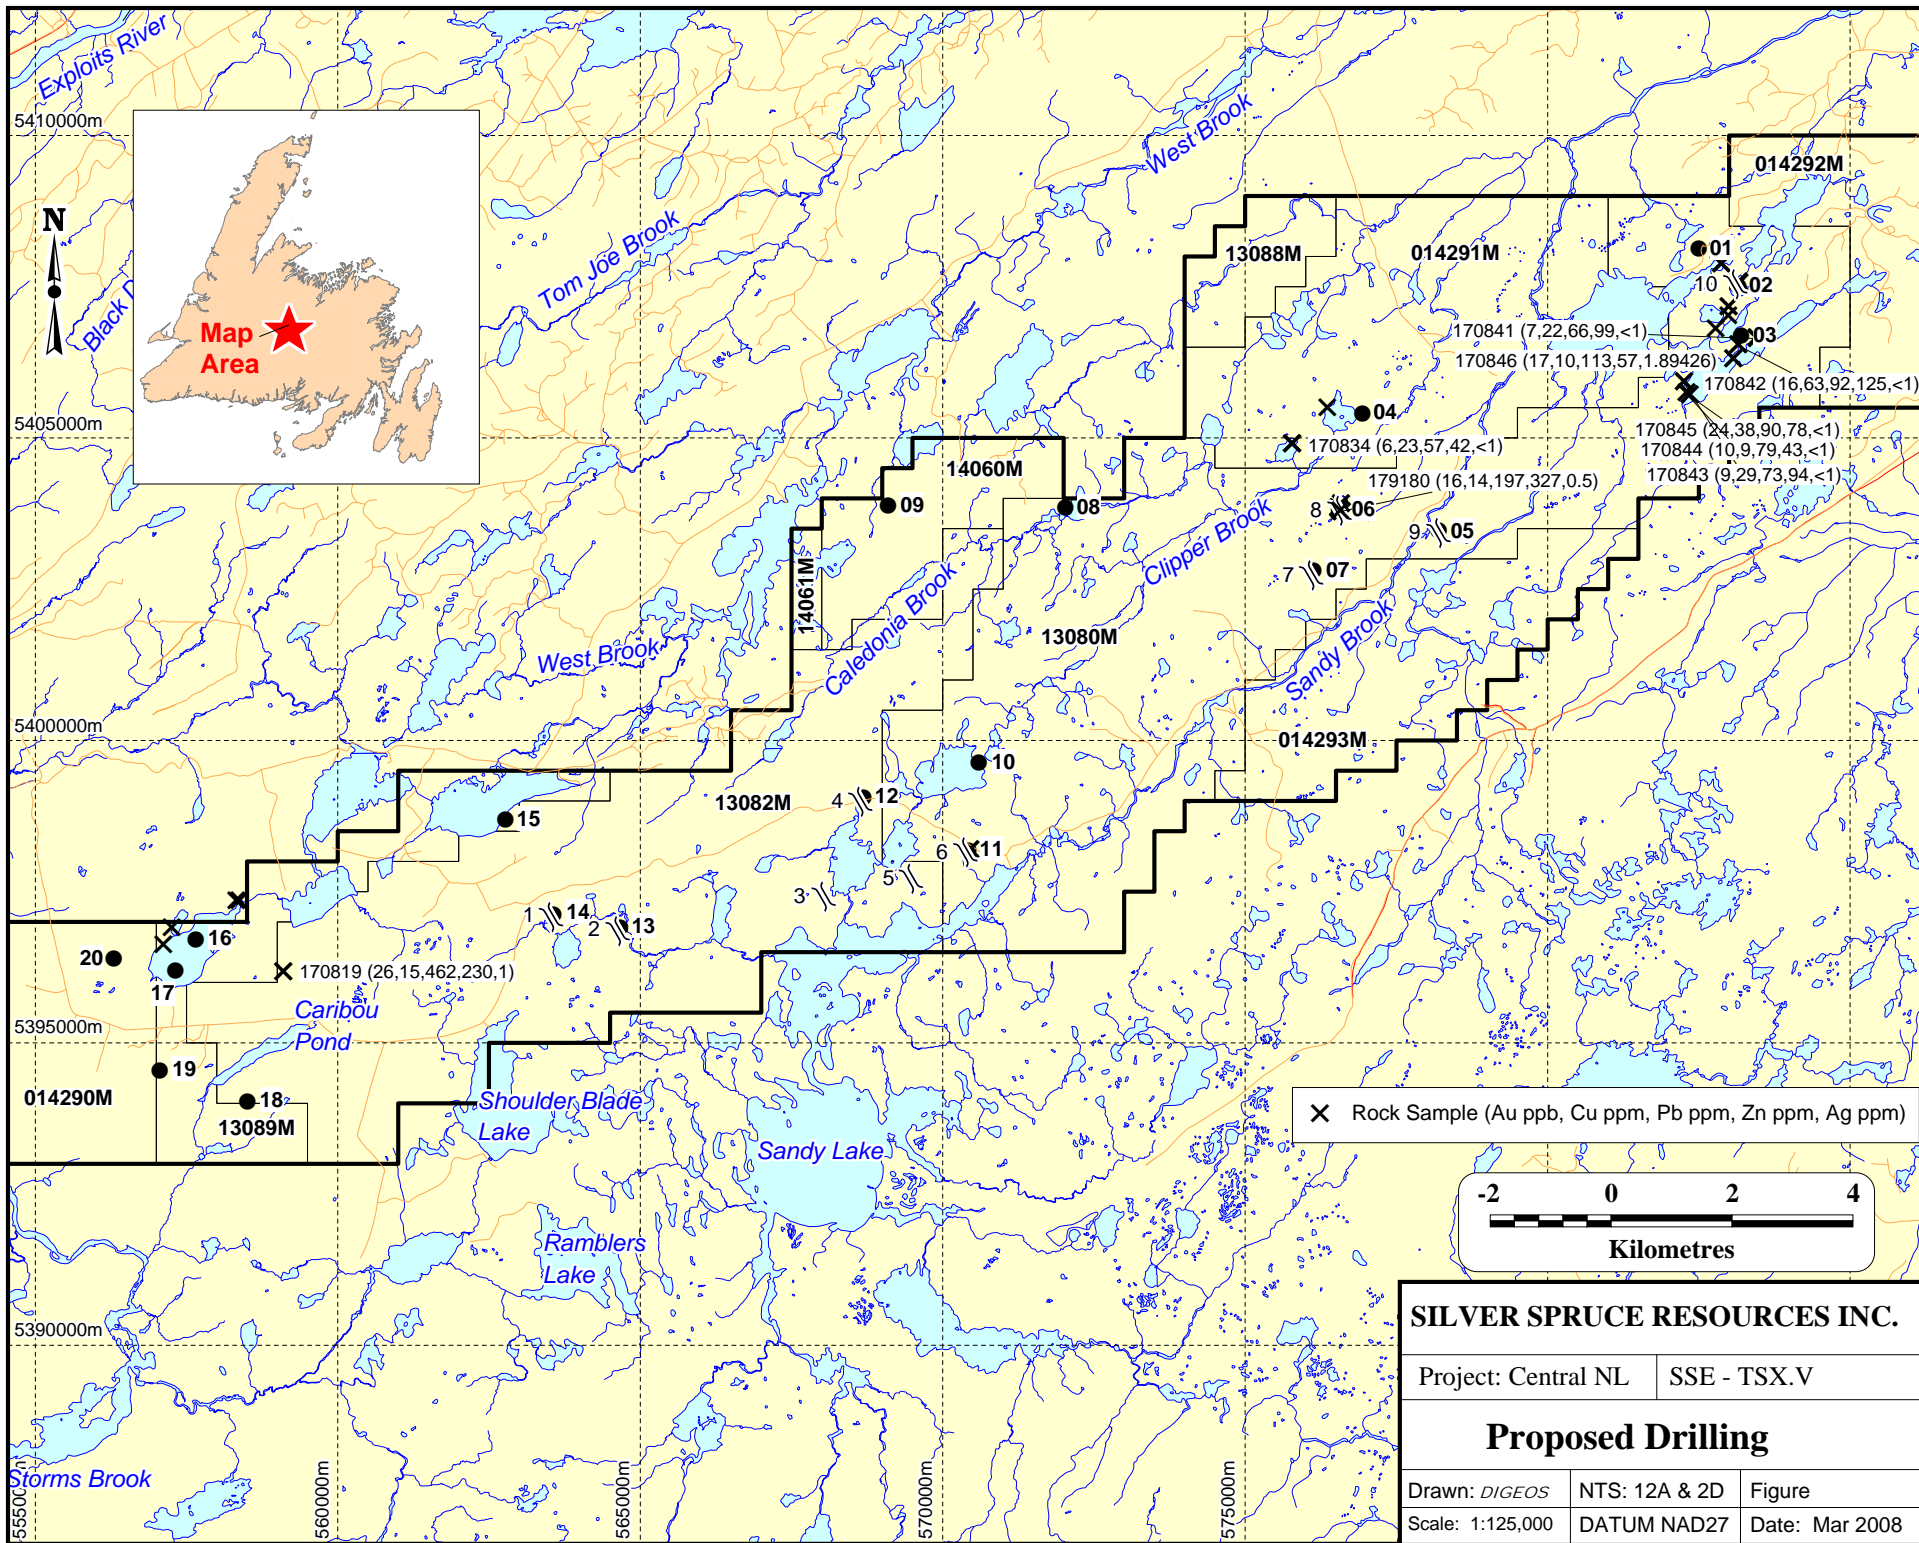 Exploits River
5410000m
N
Black
Map
Area
Tom Joe Brook
West Brook
014292M
13088M
014291M
01
10
02
03
170841 (7,22,66,99,<1)
170846 (17,10,113,57,1.89426)
170842 (16,63,92,125,<1)
04
5405000m
170845 (24,38,90,78,<1)
170834 (6,23,57,42,<1)
170844 (10,9,79,43,<1)
14060M
170843 (9,29,73,94,<1)
179180 (16,14,197,327,0.5)
09
08
8
06
Clipper Brook
9
05
7
07
14061M
Caledonia Brook
13080M
West Brook
Sandy Brook
5400000m
014293M
10
13082M
4
12
15
6
11
5
3
1
14
2
13
16
20
170819 (26,15,462,230,1)
17
Caribou
Pond
5395000m
19
014290M
18
13089M
Shoulder Blade
Lake
Sandy Lake
Rock Sample (Au ppb, Cu ppm, Pb ppm, Zn ppm, Ag ppm)
-2 0 2 4
Kilometres
Ramblers
Lake
5390000m
Storms Brook
555000m
560000m
565000m
570000m
575000m
SILVER SPRUCE RESOURCES INC.
Project: Central NL SSE - TSX.V
Proposed Drilling
Drawn: DIGEOS NTS: 12A & 2D Figure
Scale: 1:125,000 DATUM NAD27 Date: Mar 2008